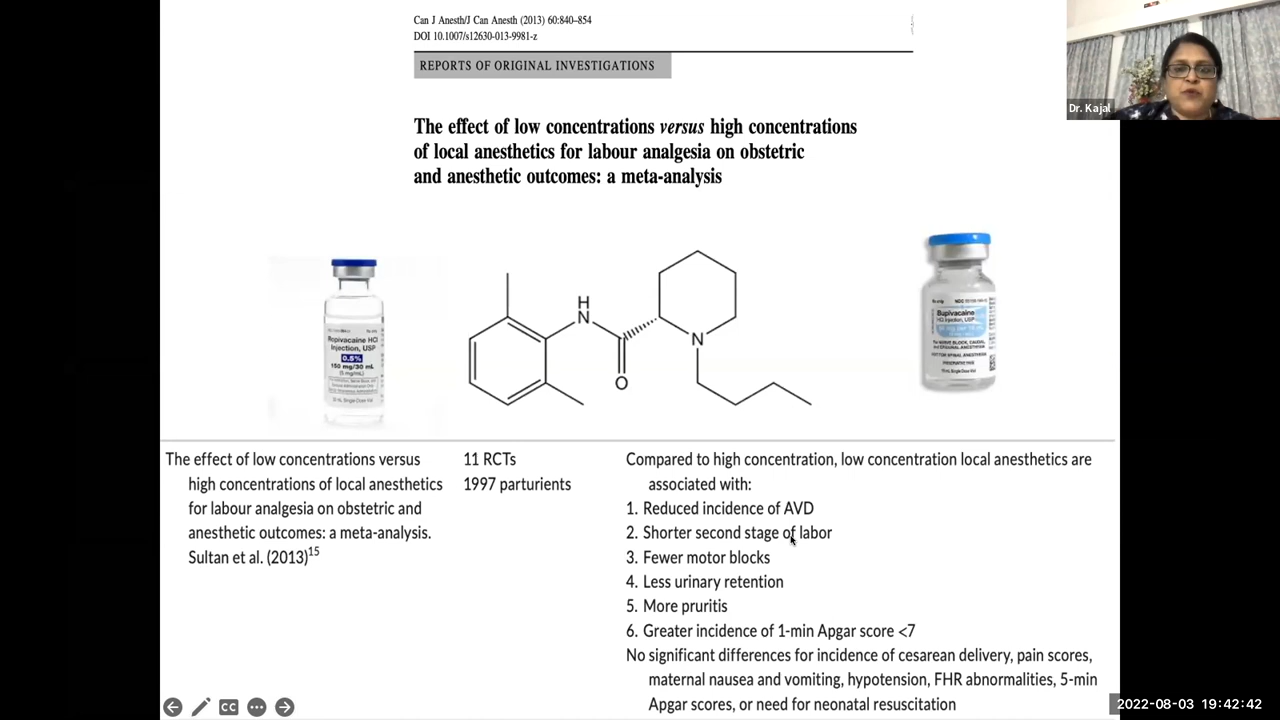 Can J Anesth/J Can Anesth (2013) 60:840–854
DOI 10.1007/s12630-013-9981-z
REPORTS OF ORIGINAL INVESTIGATIONS
The effect of low concentrations versus high concentrations
of local anesthetics for labour analgesia on obstetric
and anesthetic outcomes: a meta-analysis
Dr. Kajal
Ropivacaine HCl
Injection, USP
0.5%
150 mg/30 mL
(5 mg/mL)
H
N
O
N
Bupivacaine
HCl Injection, USP
The effect of low concentrations versus
high concentrations of local anesthetics
for labour analgesia on obstetric and
anesthetic outcomes: a meta-analysis.
Sultan et al. (2013)15
11 RCTs
1997 parturients
Compared to high concentration, low concentration local anesthetics are
associated with:
1. Reduced incidence of AVD
2. Shorter second stage of labor
3. Fewer motor blocks
4. Less urinary retention
5. More pruritis
6. Greater incidence of 1-min Apgar score <7
No significant differences for incidence of cesarean delivery, pain scores,
maternal nausea and vomiting, hypotension, FHR abnormalities, 5-min
Apgar scores, or need for neonatal resuscitation
CC
2022-08-03 19:42:42